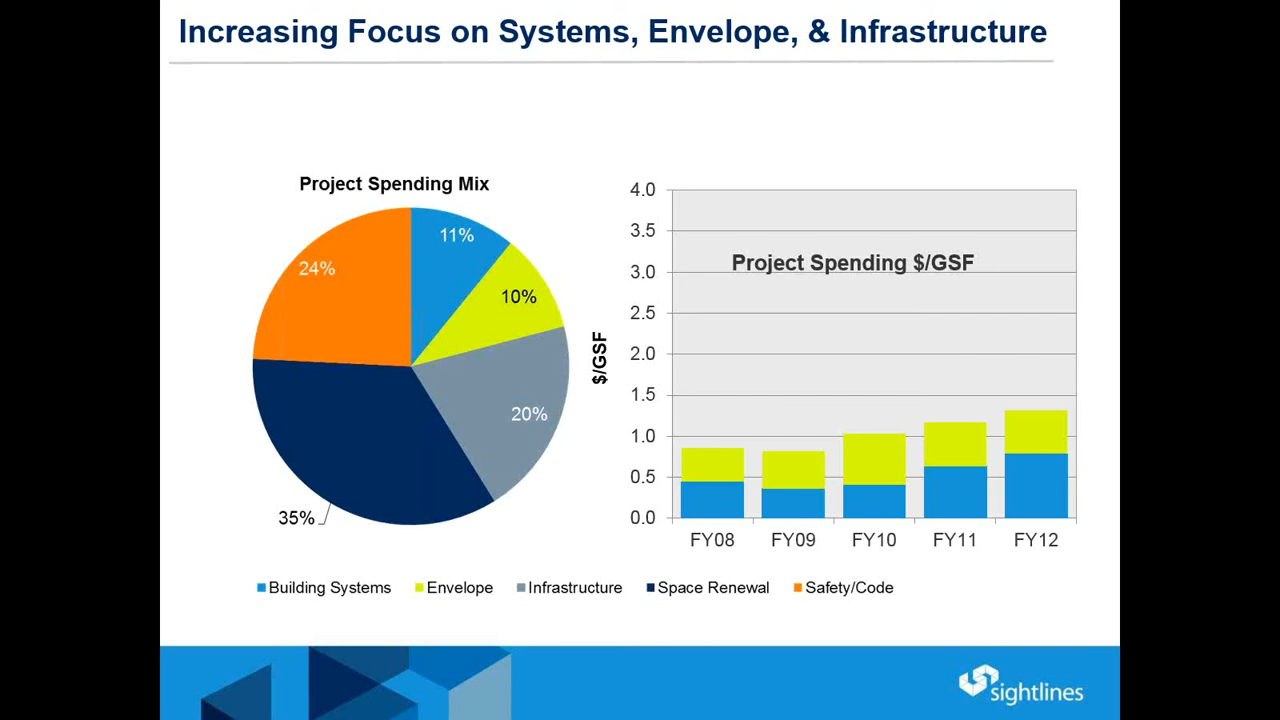 Increasing Focus on Systems, Envelope, & Infrastructure
Project Spending Mix
11%
10%
20%
35%
24%
Project Spending $/GSF
$/GSF
4.0
3.5
3.0
2.5
2.0
1.5
1.0
0.5
0.0
FY08 FY09 FY10 FY11 FY12
Building Systems Envelope Infrastructure Space Renewal Safety/Code
sightlines